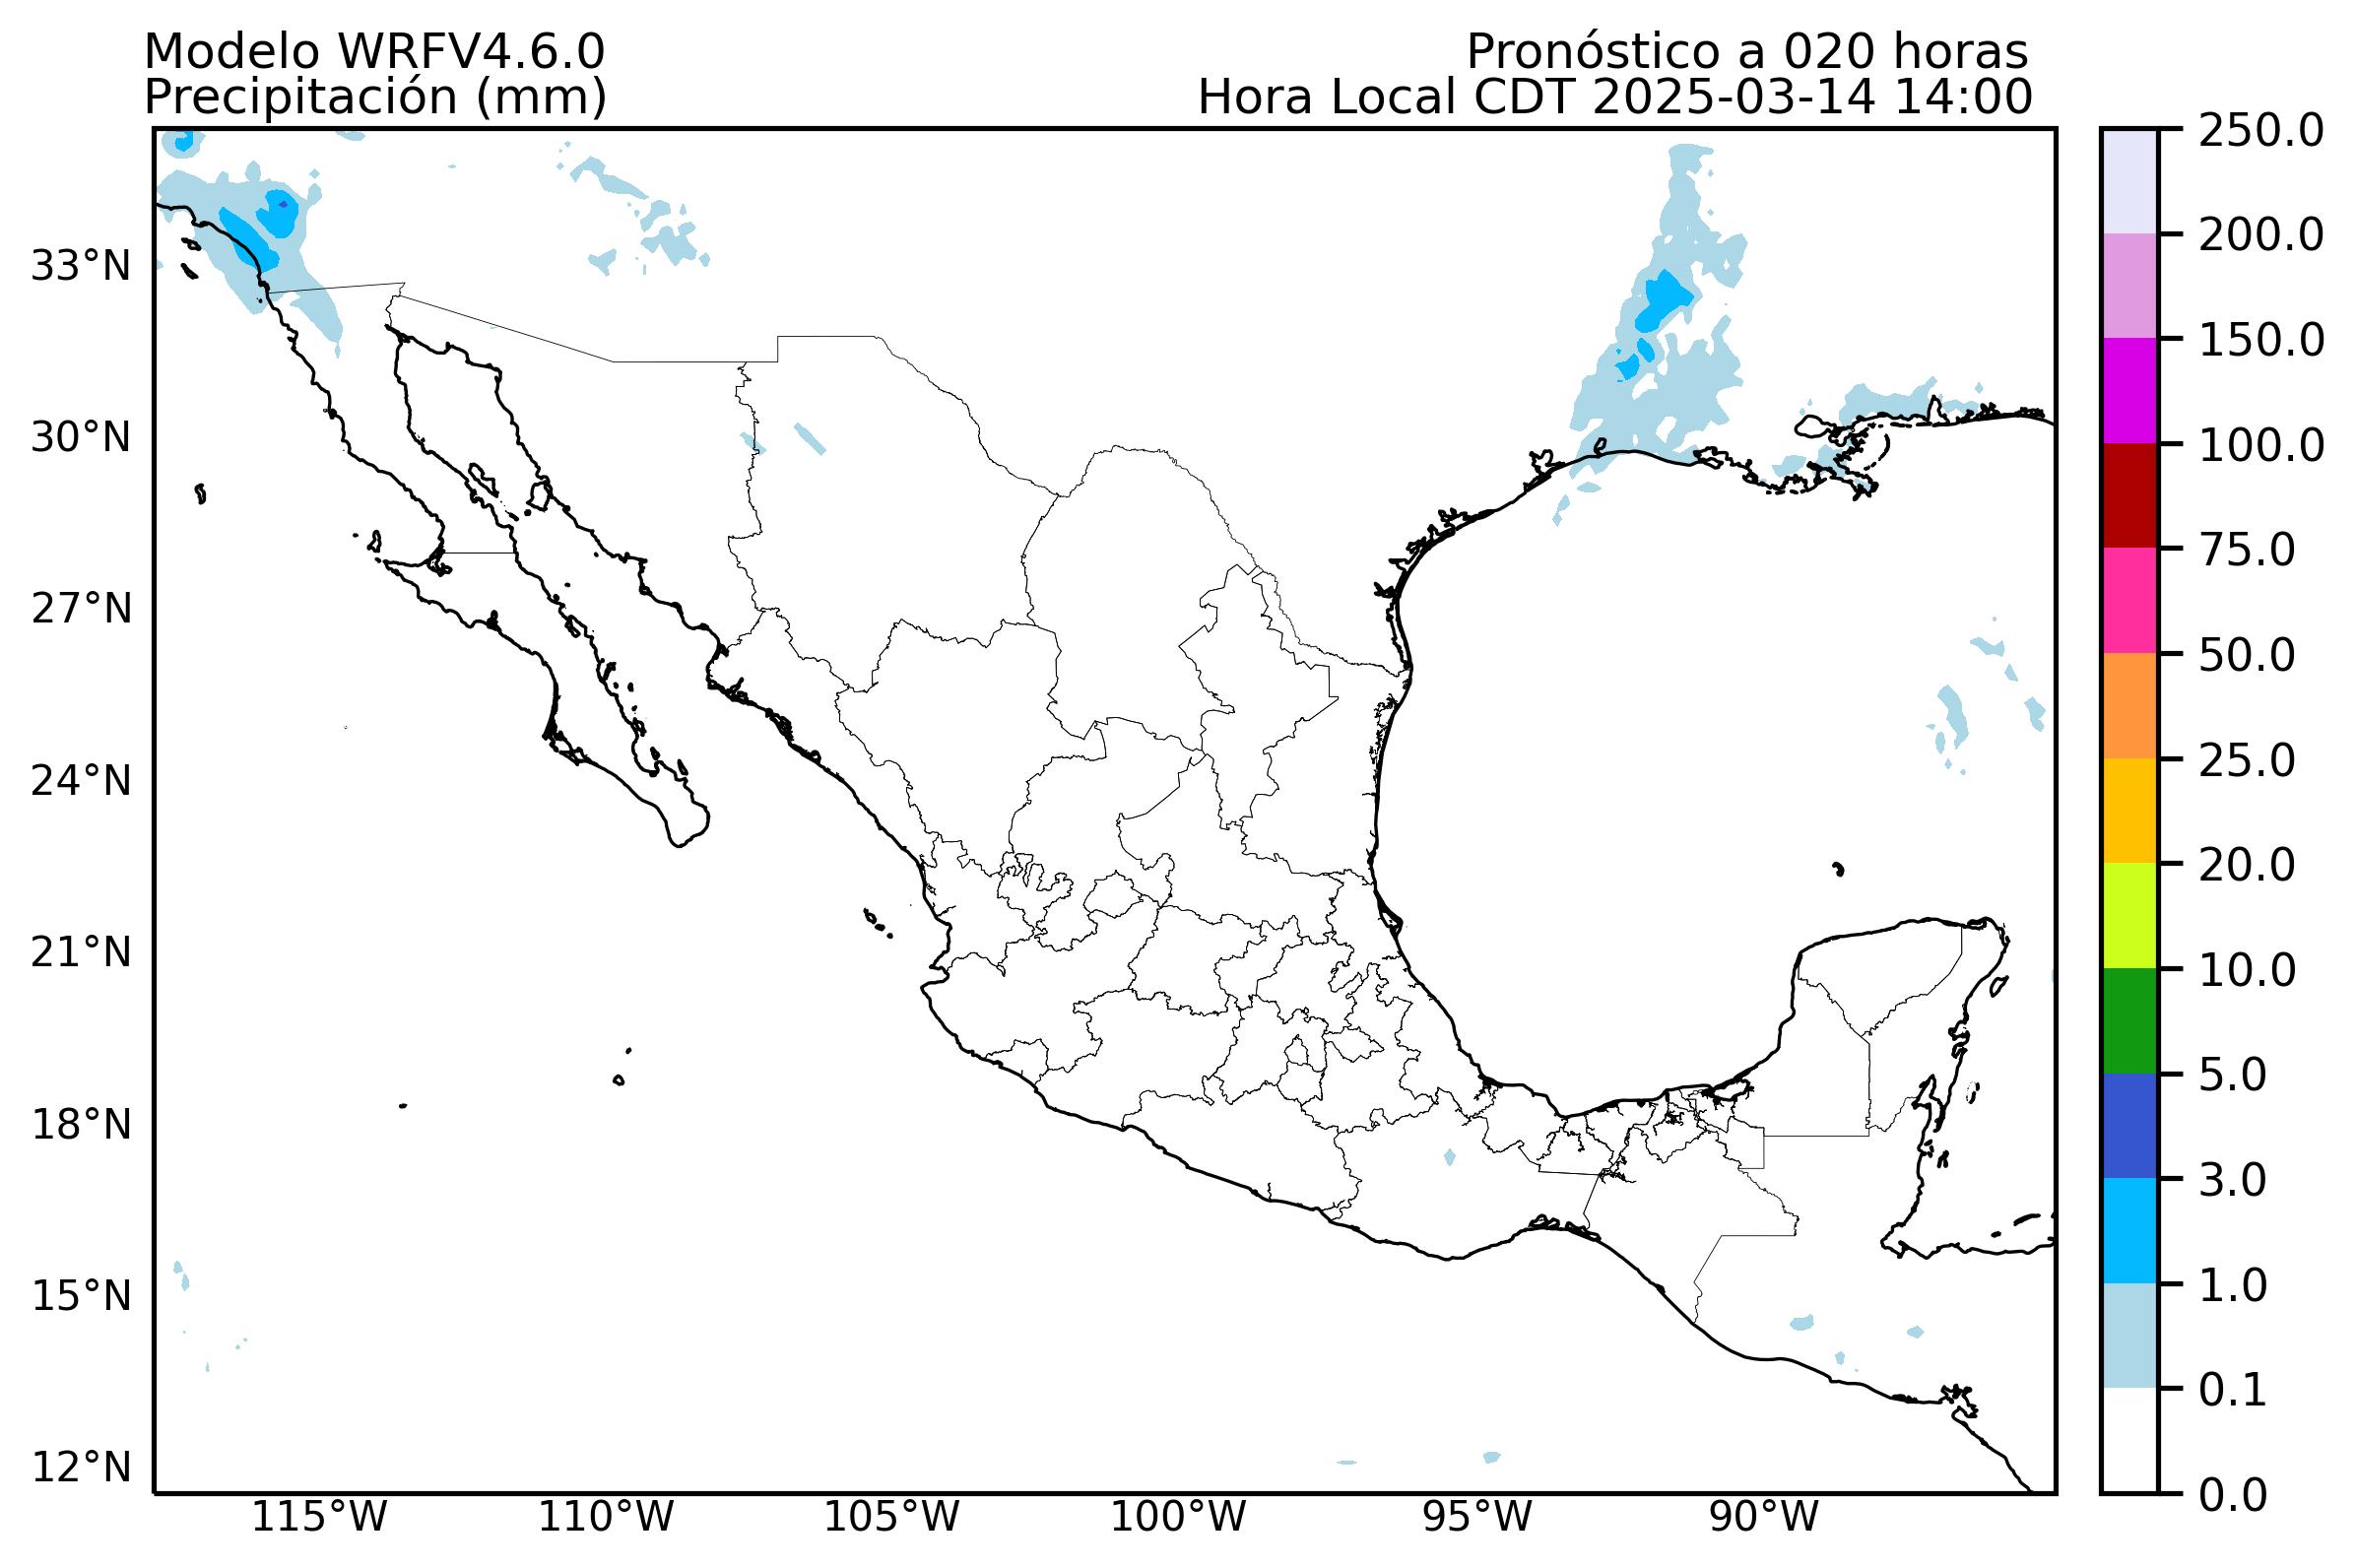 Modelo WRFV4.6.0
Precipitación (mm)
Pronóstico a 020 horas
Hora Local CDT 2025-03-14 14:00
33°N
30°N
27°N
24°N
21°N
18°N
15°N
12°N
115°W
110°W
105°W
100°W
95°W
90°W
250.0
200.0
150.0
100.0
75.0
50.0
25.0
20.0
10.0
5.0
3.0
1.0
0.1
0.0